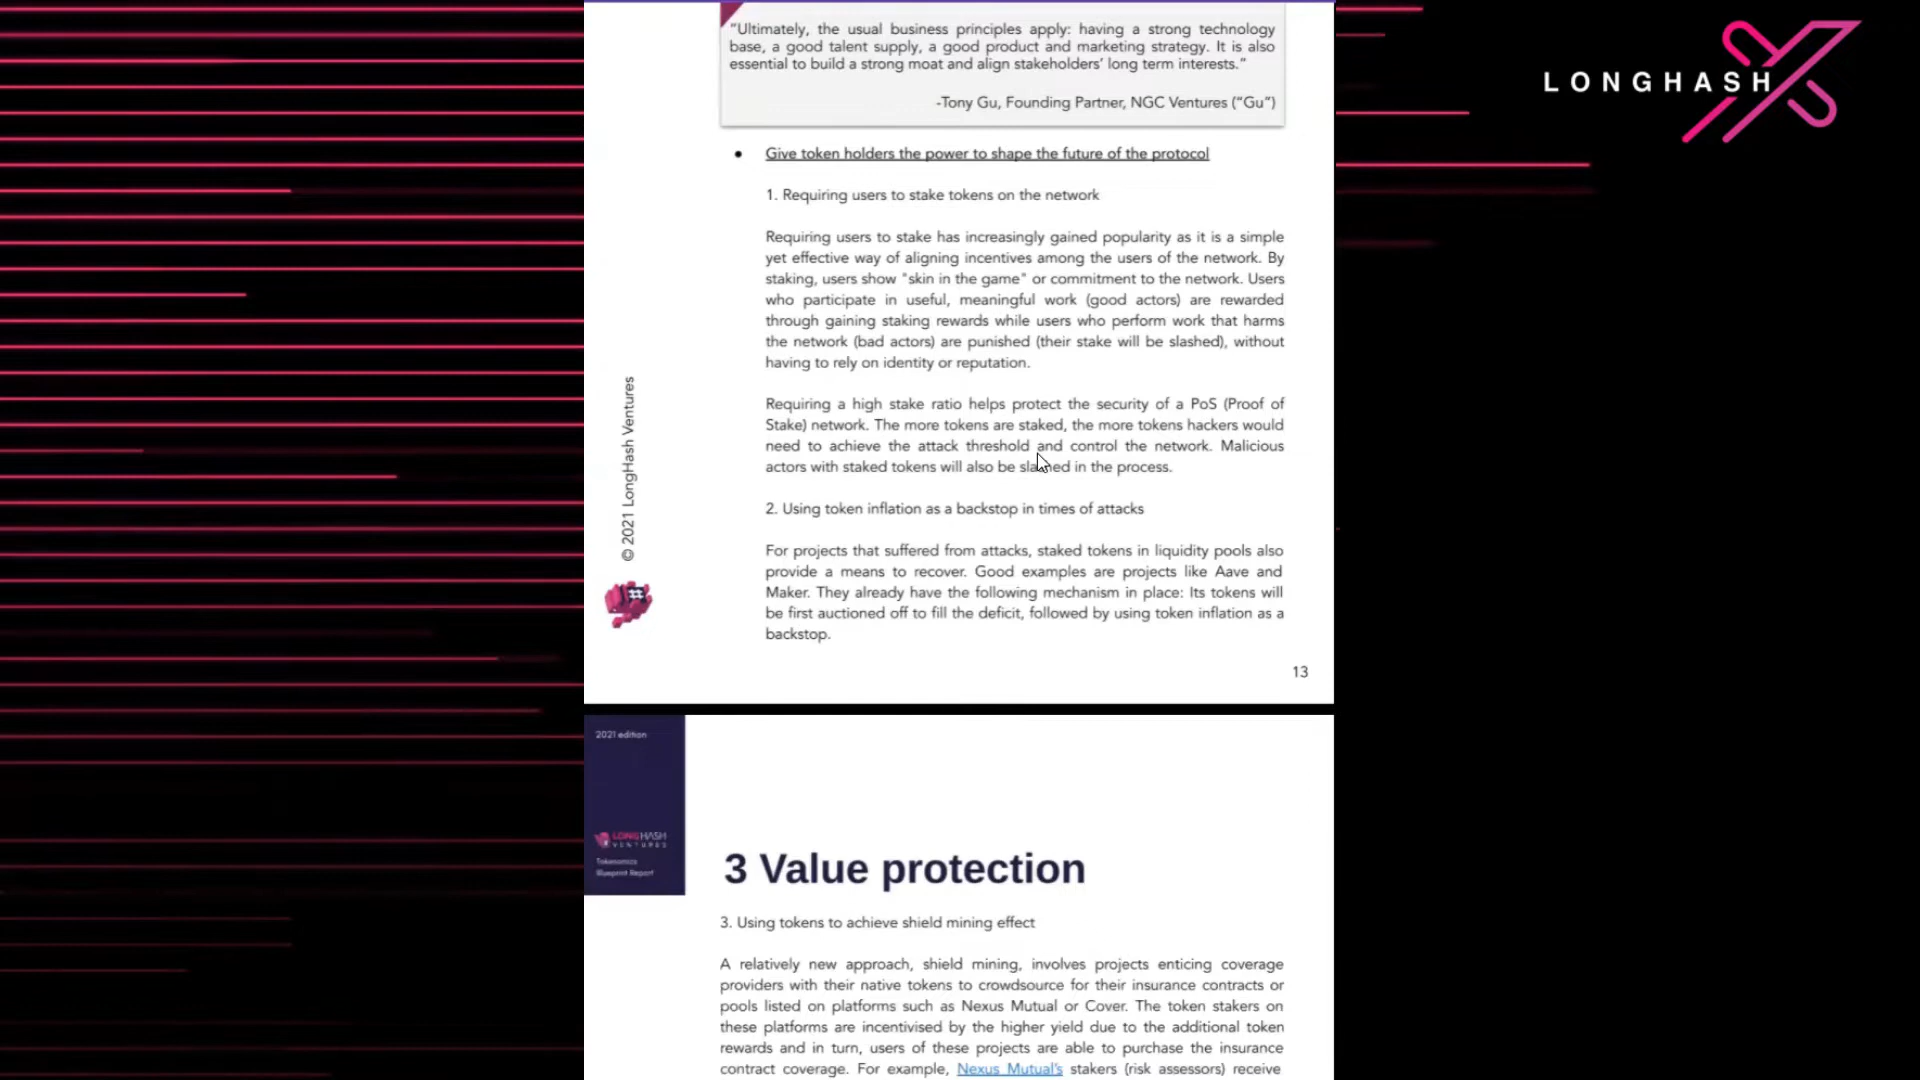 "Ultimately, the usual business principles apply: having a strong technology
base, a good talent supply, a good product and marketing strategy. It is also
essential to build a strong moat and align stakeholders' long term interests."
-Tony Gu, Founding Partner, NGC Ventures ("Gu")
LONGHASH
• Give token holders the power to shape the future of the protocol
1. Requiring users to stake tokens on the network
Requiring users to stake has increasingly gained popularity as it is a simple
yet effective way of aligning incentives among the users of the network. By
staking, users show "skin in the game" or commitment to the network. Users
who participate in useful, meaningful work (good actors) are rewarded
through gaining staking rewards while users who perform work that harms
the network (bad actors) are punished (their stake will be slashed), without
having to rely on identity or reputation.
Requiring a high stake ratio helps protect the security of a PoS (Proof of
Stake) network. The more tokens are staked, the more tokens hackers would
need to achieve the attack threshold and control the network. Malicious
actors with staked tokens will also be slashed in the process.
2. Using token inflation as a backstop in times of attacks
For projects that suffered from attacks, staked tokens in liquidity pools also
provide a means to recover. Good examples are projects like Aave and
Maker. They already have the following mechanism in place: Its tokens will
be first auctioned off to fill the deficit, followed by using token inflation as a
backstop.
© 2021 LongHash Ventures
13
2021 edition
LONGHASH
VENTURES
Tokenomics
Blueprint Report
3 Value protection
3. Using tokens to achieve shield mining effect
A relatively new approach, shield mining, involves projects enticing coverage
providers with their native tokens to crowdsource for their insurance contracts or
pools listed on platforms such as Nexus Mutual or Cover. The token stakers on
these platforms are incentivised by the higher yield due to the additional token
rewards and in turn, users of these projects are able to purchase the insurance
contract coverage. For example, Nexus Mutual's stakers (risk assessors) receive